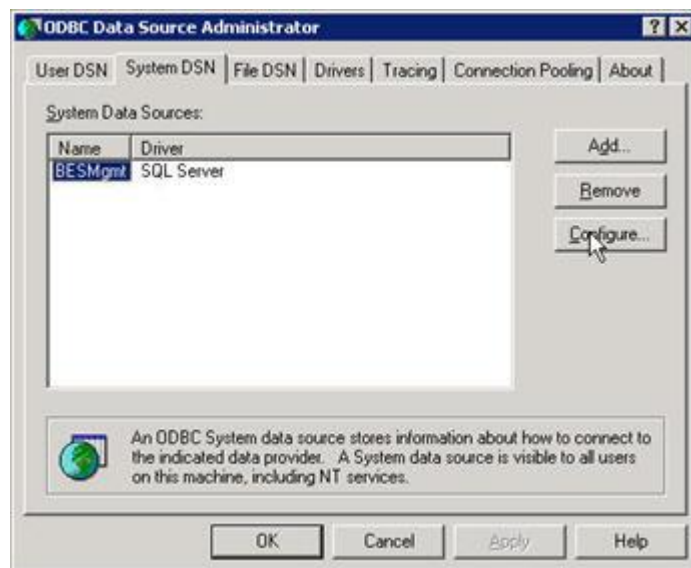 ODBC Data Source Administrator
User DSN System DSN File DSN Drivers Tracing Connection Pooling About
System Data Sources:
Name Driver
BESMgmt SQL Server
Add...
Remove
Configure...
An ODBC System data source stores information about how to connect to
the indicated data provider. A System data source is visible to all users
on this machine, including NT services.
OK Cancel Apply Help